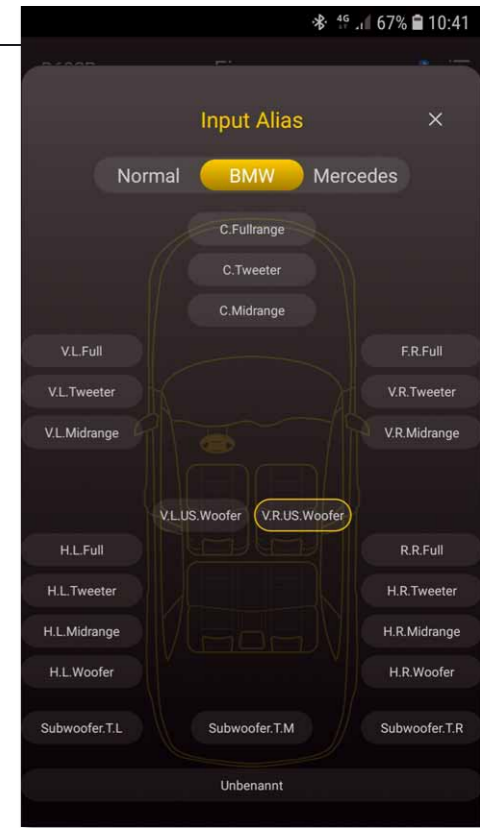 4G 67% 10:41
Input Alias ×
Normal BMW Mercedes
C.Fullrange
C.Tweeter
C.Midrange
V.L.Full F.R.Full
V.L.Tweeter V.R.Tweeter
V.L.Midrange V.R.Midrange
V.L.US.Woofer V.R.US.Woofer
H.L.Full R.R.Full
H.L.Tweeter H.R.Tweeter
H.L.Midrange H.R.Midrange
H.L.Woofer H.R.Woofer
Subwoofer.T.L Subwoofer.T.M Subwoofer.T.R
Unbenannt